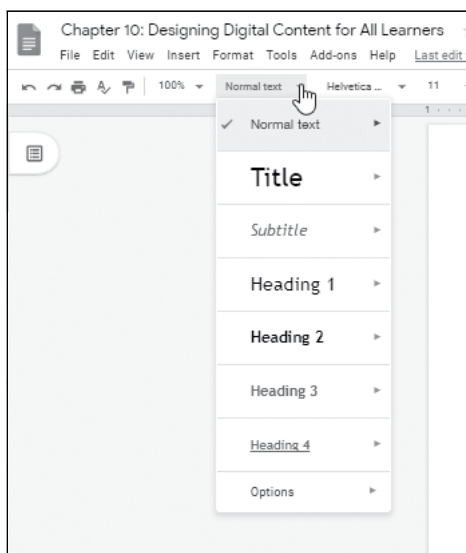 Chapter 10: Designing Digital Content for All Learners
File Edit View Insert Format Tools Add-ons Help Last edit
100% Normal text Helvetica ... 11
1
Normal text
Title
Subtitle
Heading 1
Heading 2
Heading 3
Heading 4
Options